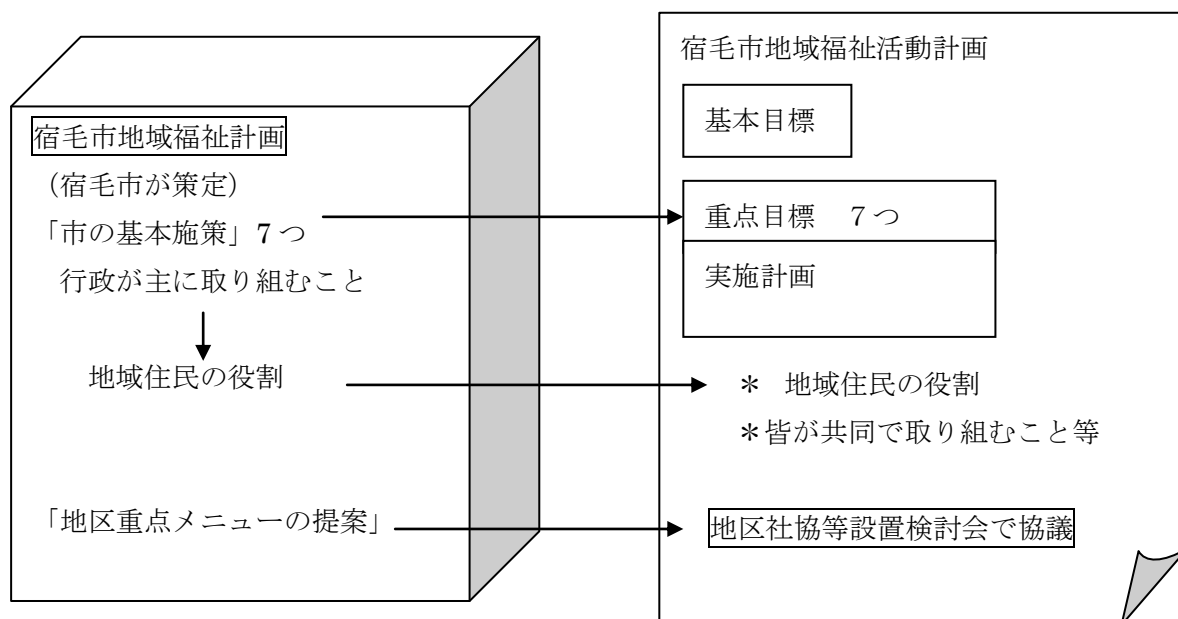 宿毛市地域福祉計画
（宿毛市が策定）
「市の基本施策」７つ
行政が主に取り組むこと
地域住民の役割
「地区重点メニューの提案」
宿毛市地域福祉活動計画
基本目標
重点目標　７つ
実施計画
＊　地域住民の役割
＊皆が共同で取り組むこと等
地区社協等設置検討会で協議